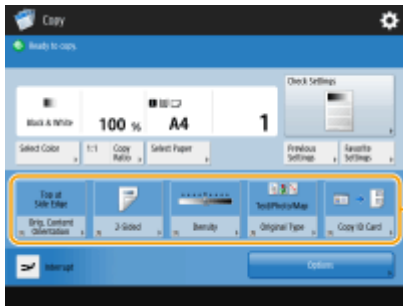 Copy
Ready to copy.
Check Settings
Black & White
100 %
A4
1
Select Color
1:1
Copy Ratio
Select Paper
Previous Settings
Favorite Settings
Top at Side Edge
Text/Photo/Map
Orig. Content Orientation
2-Sided
Density
Original Type
Copy ID Card
Interrupt
Options